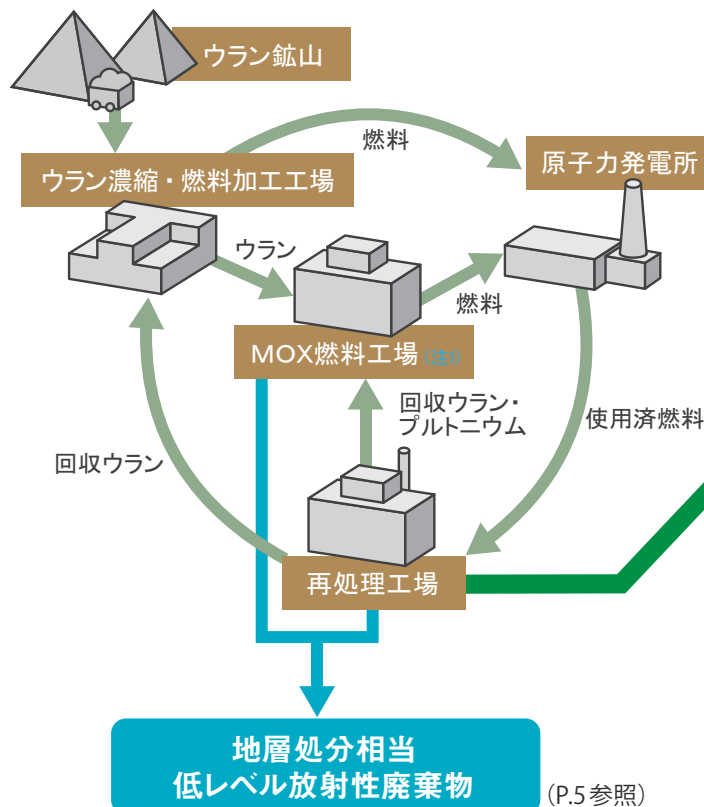 ウラン鉱山
燃料
原子力発電所
ウラン濃縮・燃料加工工場
ウラン
燃料
MOX燃料工場 (注1)
回収ウラン・
プルトニウム
使用済燃料
回収ウラン
再処理工場
地層処分相当
低レベル放射性廃棄物
(P.5参照)